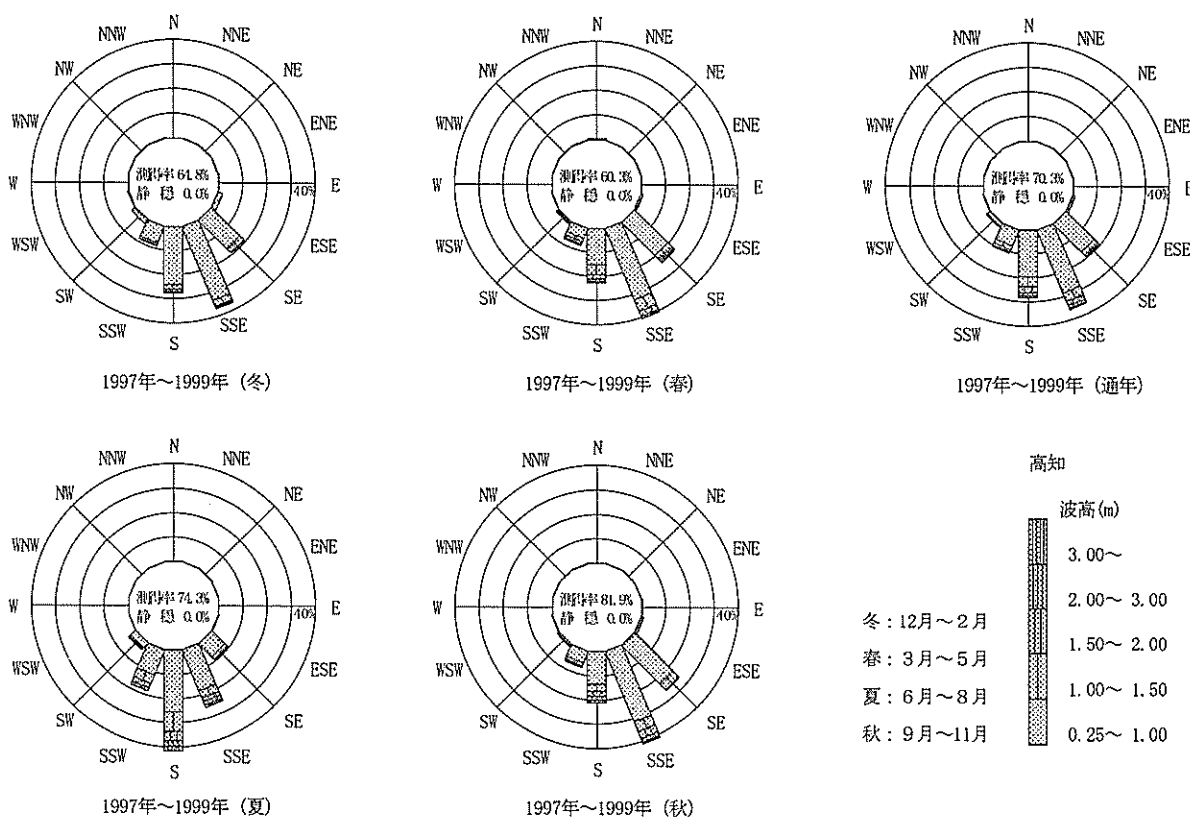 N
NNW
NNE
NW
NE
WNW
ENE
W
測得率 64.8%
静 穏 0.0%
40%
E
WSW
ESE
SW
SE
SSW
SSE
S
1997年～1999年 (冬)
N
NNW
NNE
NW
NE
WNW
ENE
W
測得率 60.3%
静 穏 0.0%
40%
E
WSW
ESE
SW
SE
SSW
SSE
S
1997年～1999年 (春)
N
NNW
NNE
NW
NE
WNW
ENE
W
測得率 70.3%
静 穏 0.0%
40%
E
WSW
ESE
SW
SE
SSW
SSE
S
1997年～1999年 (通年)
N
NNW
NNE
NW
NE
WNW
ENE
W
測得率 74.3%
静 穏 0.0%
40%
E
WSW
ESE
SW
SE
SSW
SSE
S
1997年～1999年 (夏)
N
NNW
NNE
NW
NE
WNW
ENE
W
測得率 81.9%
静 穏 0.0%
40%
E
WSW
ESE
SW
SE
SSW
SSE
S
1997年～1999年 (秋)
冬：12月～2月
春：3月～5月
夏：6月～8月
秋：9月～11月
高知
波高(m)
3.00～
2.00～ 3.00
1.50～ 2.00
1.00～ 1.50
0.25～ 1.00